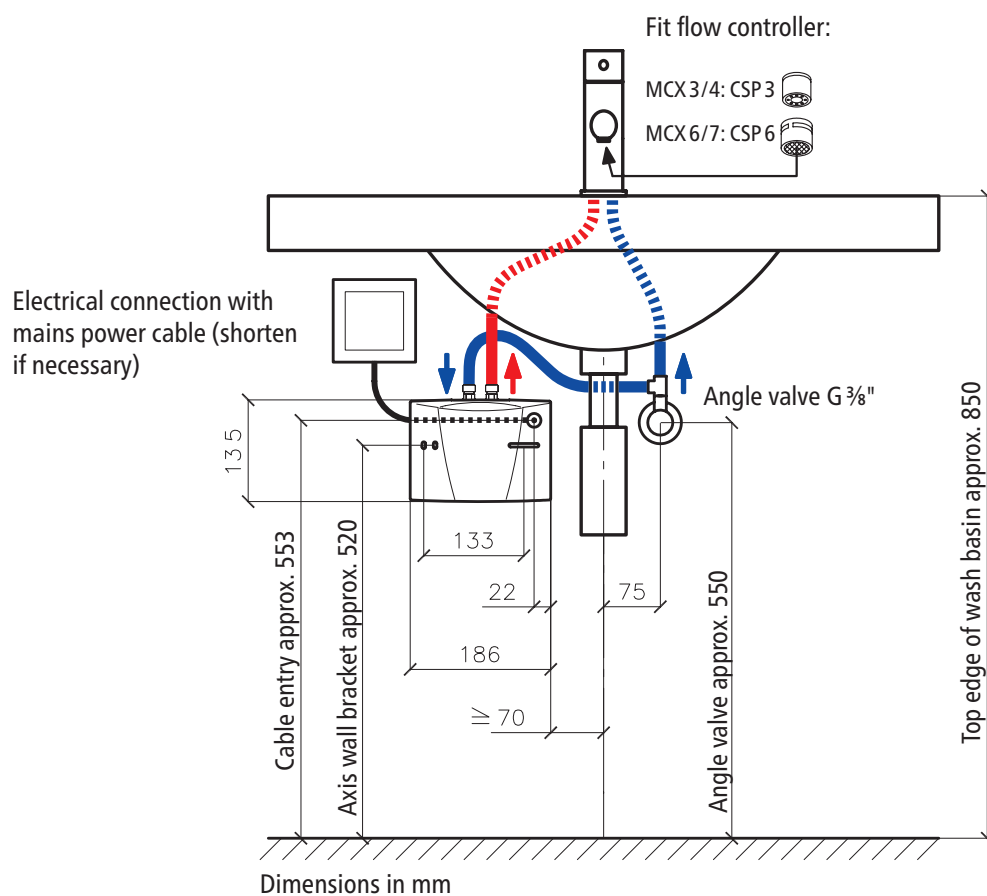 Fit flow controller:
MCX 3/4: CSP 3
MCX 6/7: CSP 6
Electrical connection with
mains power cable (shorten
if necessary)
Angle valve G ⅜"
135
133
22
75
186
≧ 70
Cable entry approx. 553
Axis wall bracket approx. 520
Angle valve approx. 550
Top edge of wash basin approx. 850
Dimensions in mm